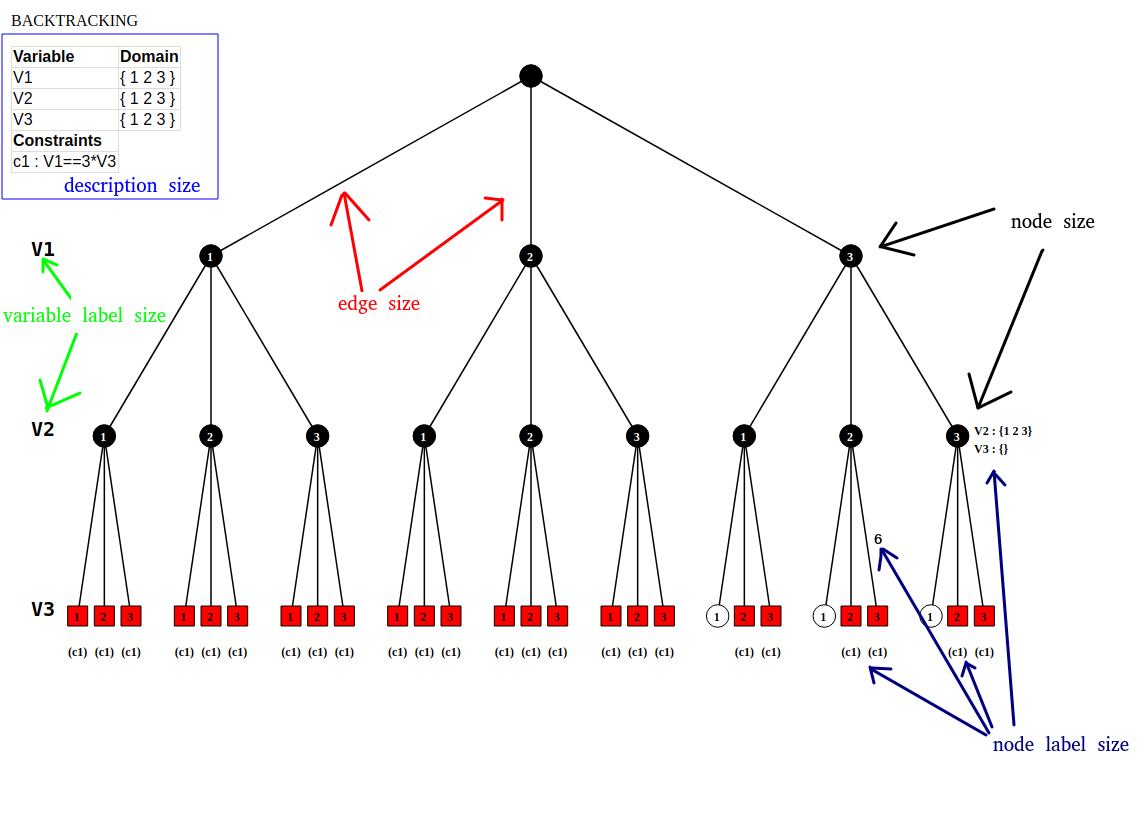 BACKTRACKING
Variable Domain
V1 { 1 2 3 }
V2 { 1 2 3 }
V3 { 1 2 3 }
Constraints
c1 : V1==3*V3
description size
node size
V1 1 2 3
edge size
variable label size
V2 1 2 3 1 2 3 1 2 3 V2 : {1 2 3}
V3 : {}
6
V3 1 2 3 1 2 3 1 2 3 1 2 3 1 2 3 1 2 3 1 2 3 1 2 3 1 2 3
(c1) (c1) (c1) (c1) (c1) (c1) (c1) (c1) (c1) (c1) (c1) (c1) (c1) (c1) (c1) (c1) (c1) (c1) (c1) (c1) (c1) (c1) (c1) (c1)
node label size